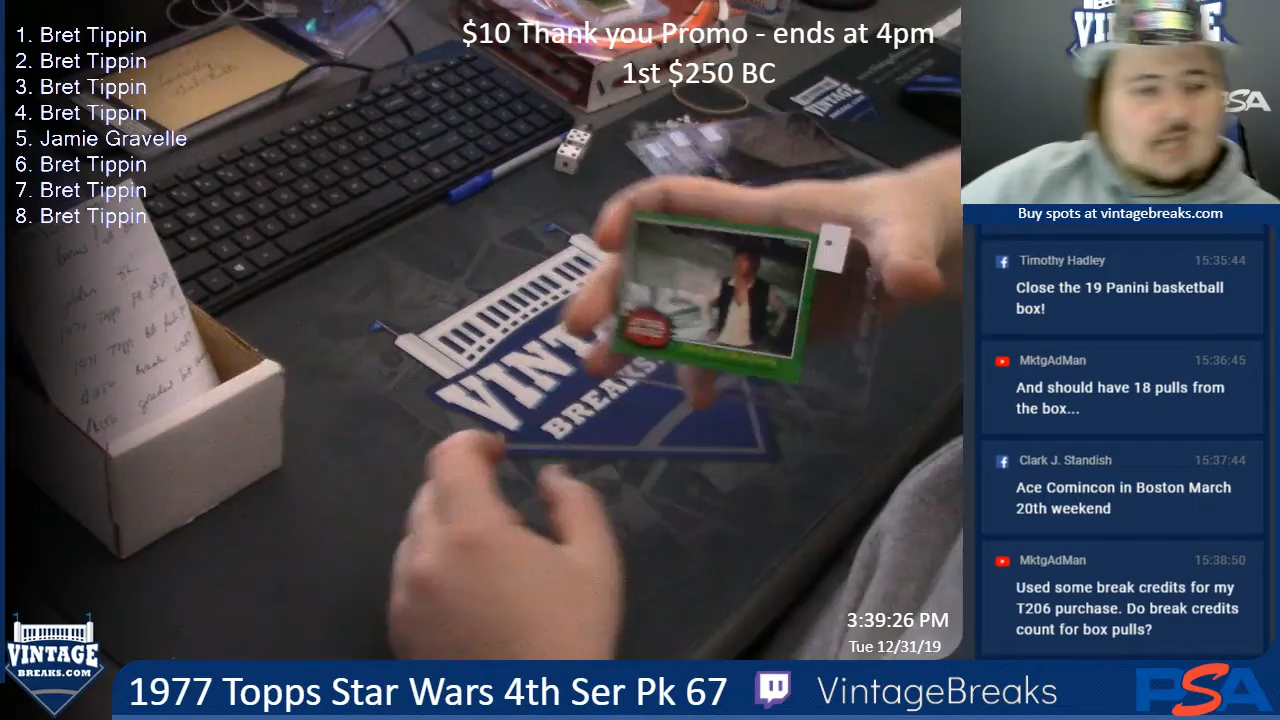 1. Bret Tippin
2. Bret Tippin
3. Bret Tippin
4. Bret Tippin
5. Jamie Gravelle
6. Bret Tippin
7. Bret Tippin
8. Bret Tippin
$10 Thank you Promo - ends at 4pm
1st $250 BC
VINTAGE
PSA
VINTAGE
VINT
BREAKS
Buy spots at vintagebreaks.com
Timothy Hadley 15:35:44
Close the 19 Panini basketball
box!
MktgAdMan 15:36:45
And should have 18 pulls from
the box...
Clark J. Standish 15:37:44
Ace Comincon in Boston March
20th weekend
MktgAdMan 15:38:50
Used some break credits for my
T206 purchase. Do break credits
count for box pulls?
3:39:26 PM
Tue 12/31/19
VINTAGE
BREAKS.COM
1977 Topps Star Wars 4th Ser Pk 67
VintageBreaks
PSA